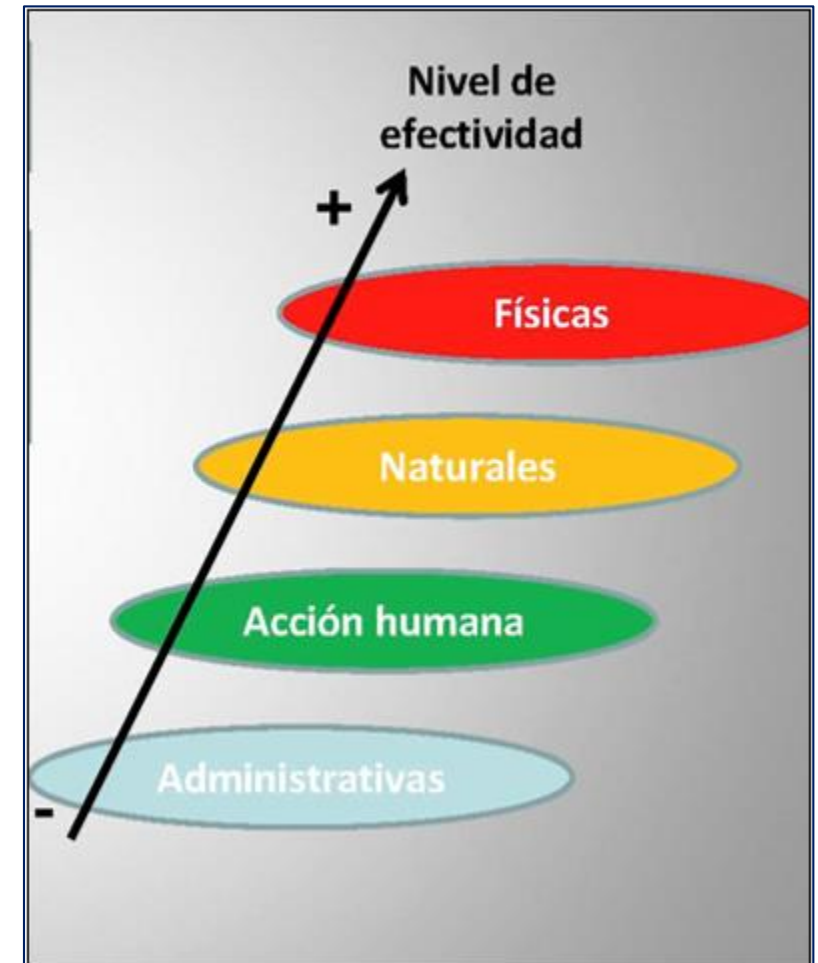 Nivel de
efectividad
+
Físicas
Naturales
Acción humana
Administrativas
-